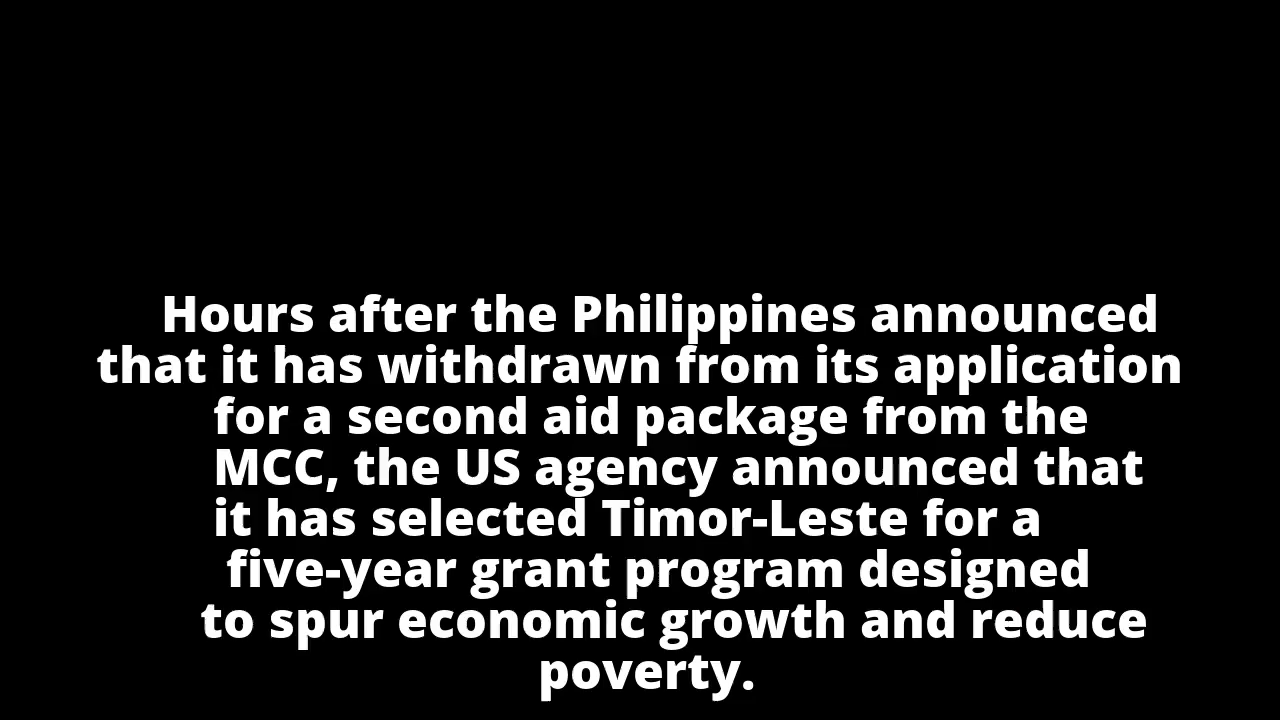 Hours after the Philippines announced
that it has withdrawn from its application
for a second aid package from the
MCC, the US agency announced that
it has selected Timor-Leste for a
five-year grant program designed
to spur economic growth and reduce
poverty.